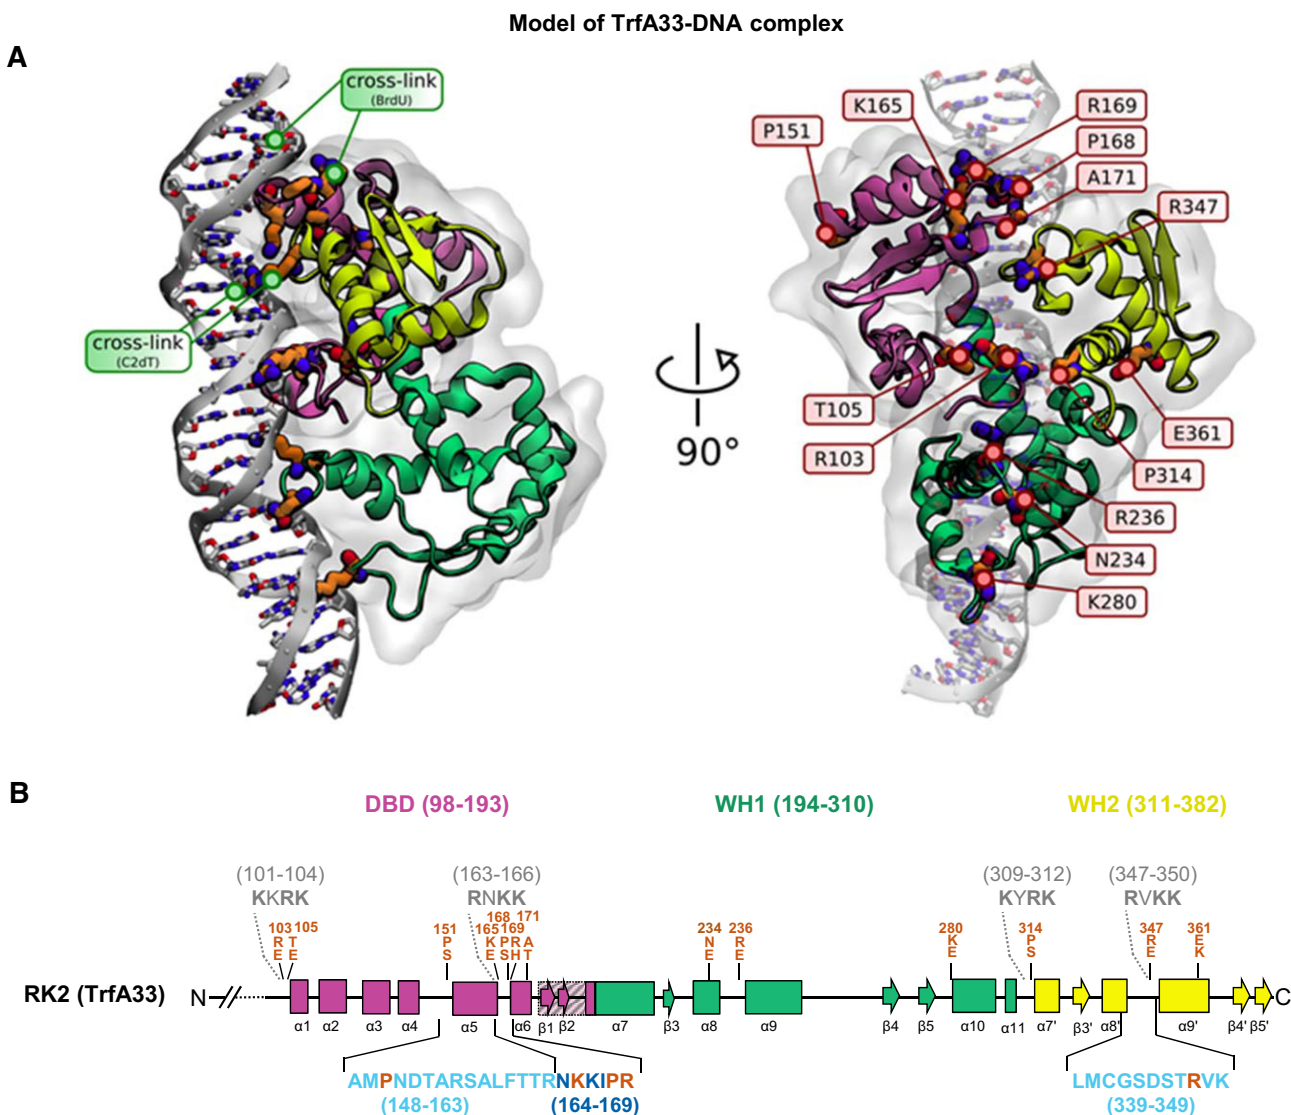 Model of TrfA33-DNA complex
A
cross-link
(BrdU)
cross-link
(C2dT)
90°
K165
R169
P151
P168
A171
R347
T105
R103
E361
P314
R236
N234
K280
B
DBD (98-193)
WH1 (194-310)
WH2 (311-382)
(101-104)
KKRK
(163-166)
RNKK
(309-312)
KYRK
(347-350)
RVKK
103 R E
105 T E
151 P S
165 K E
168 P S
169 R H
171 A T
234 N E
236 R E
280 K E
314 P S
347 R E
361 E K
RK2 (TrfA33)
N
C
α1 α2 α3 α4 α5 α6 β1 β2 α7 β3 α8 α9 β4 β5 α10 α11 α7' β3' α8' α9' β4' β5'
AMPNDTARSALFTTRNKKIPR
(148-163)
(164-169)
LMCGSDSTRVK
(339-349)